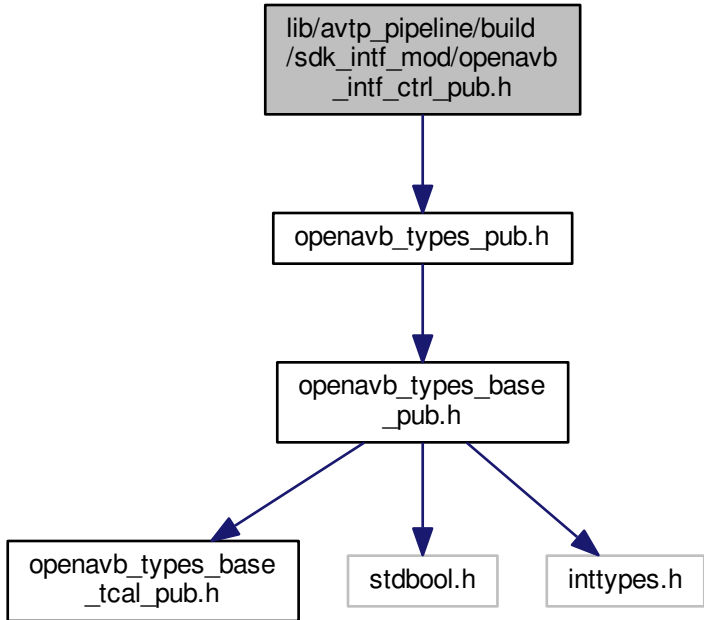 lib/avtp_pipeline/build
/sdk_intf_mod/openavb
_intf_ctrl_pub.h
openavb_types_pub.h
openavb_types_base
_pub.h
openavb_types_base
_tcal_pub.h
stdbool.h
inttypes.h